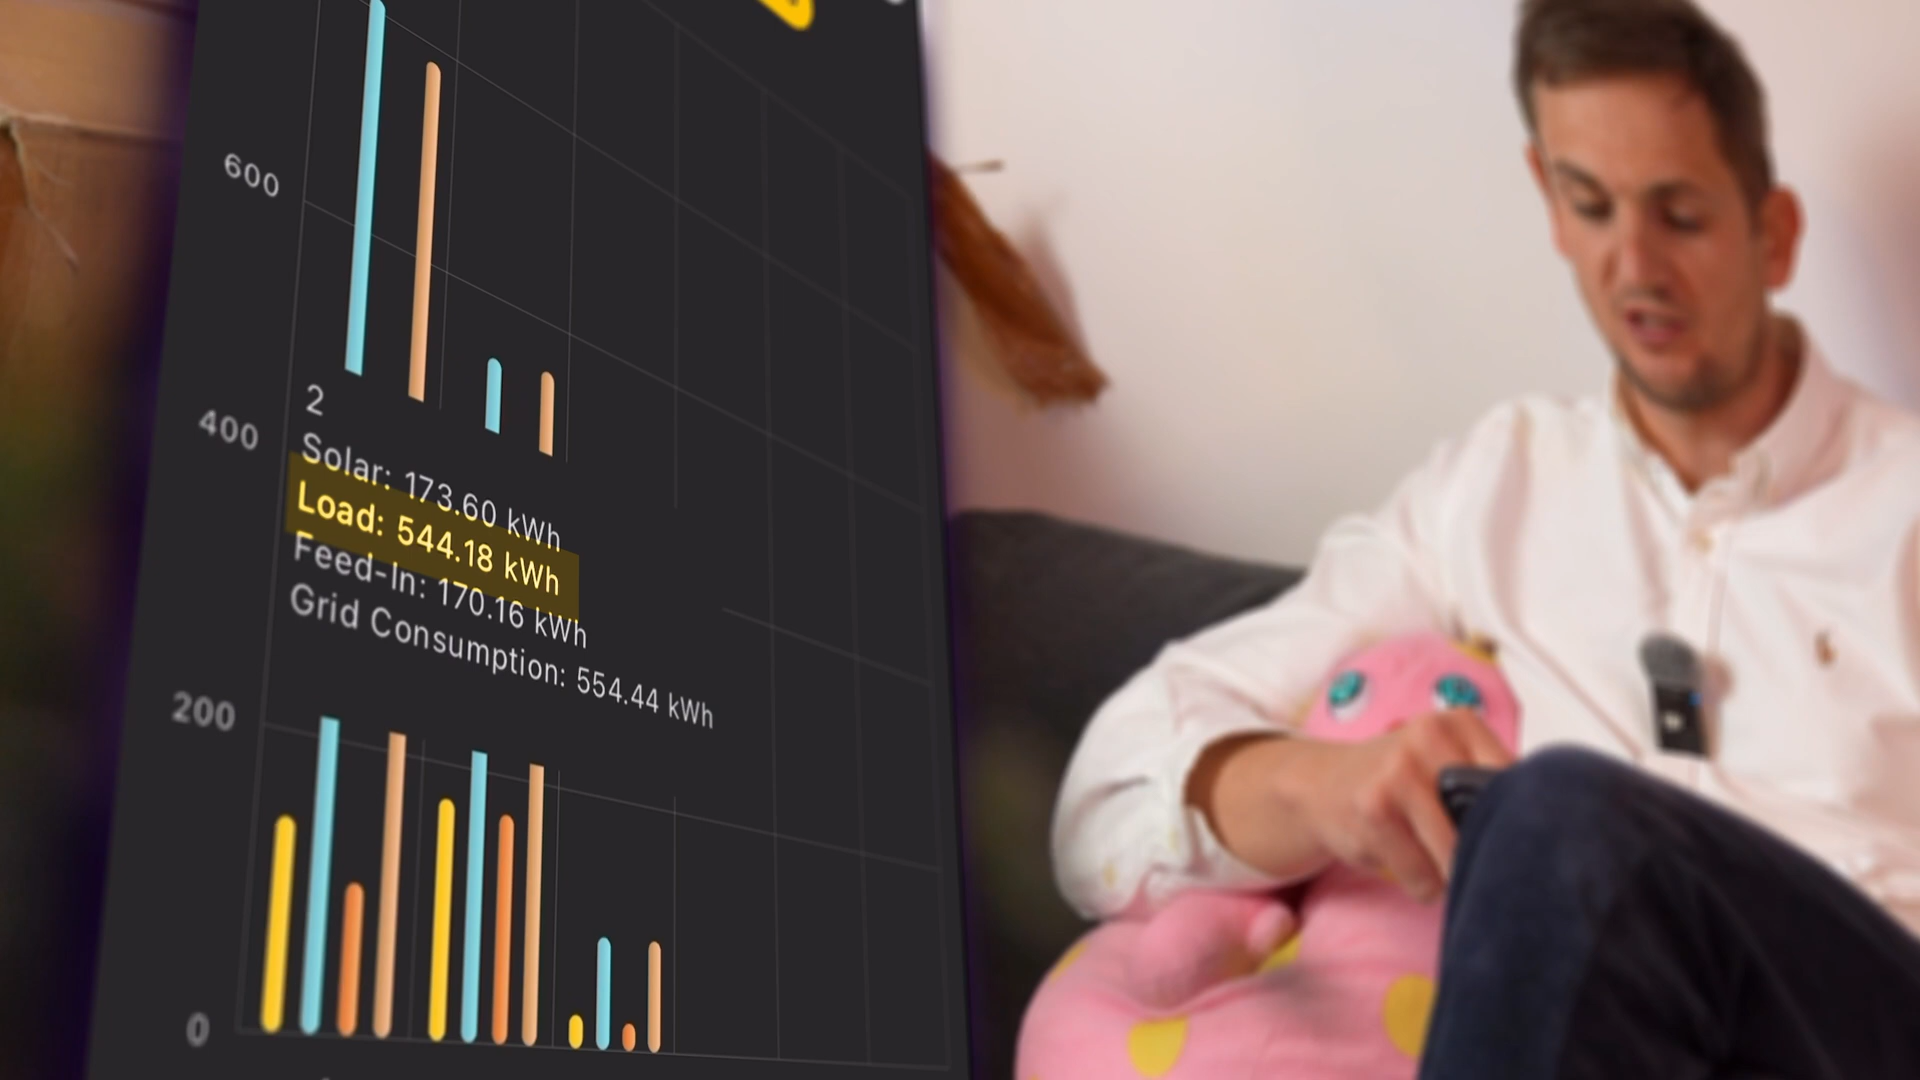 600
400
200
0
2
Solar: 173.60 kWh
Load: 544.18 kWh
Feed-In: 170.16 kWh
Grid Consumption: 554.44 kWh